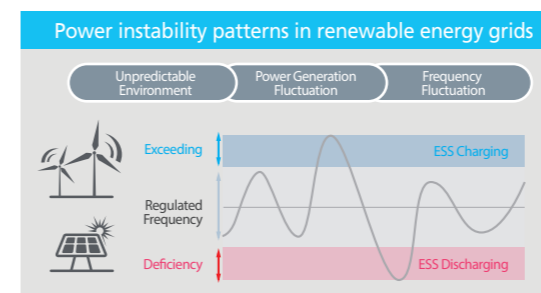 Power instability patterns in renewable energy grids
Unpredictable
Environment
Power Generation
Fluctuation
Frequency
Fluctuation
Exceeding
ESS Charging
Regulated
Frequency
Deficiency
ESS Discharging